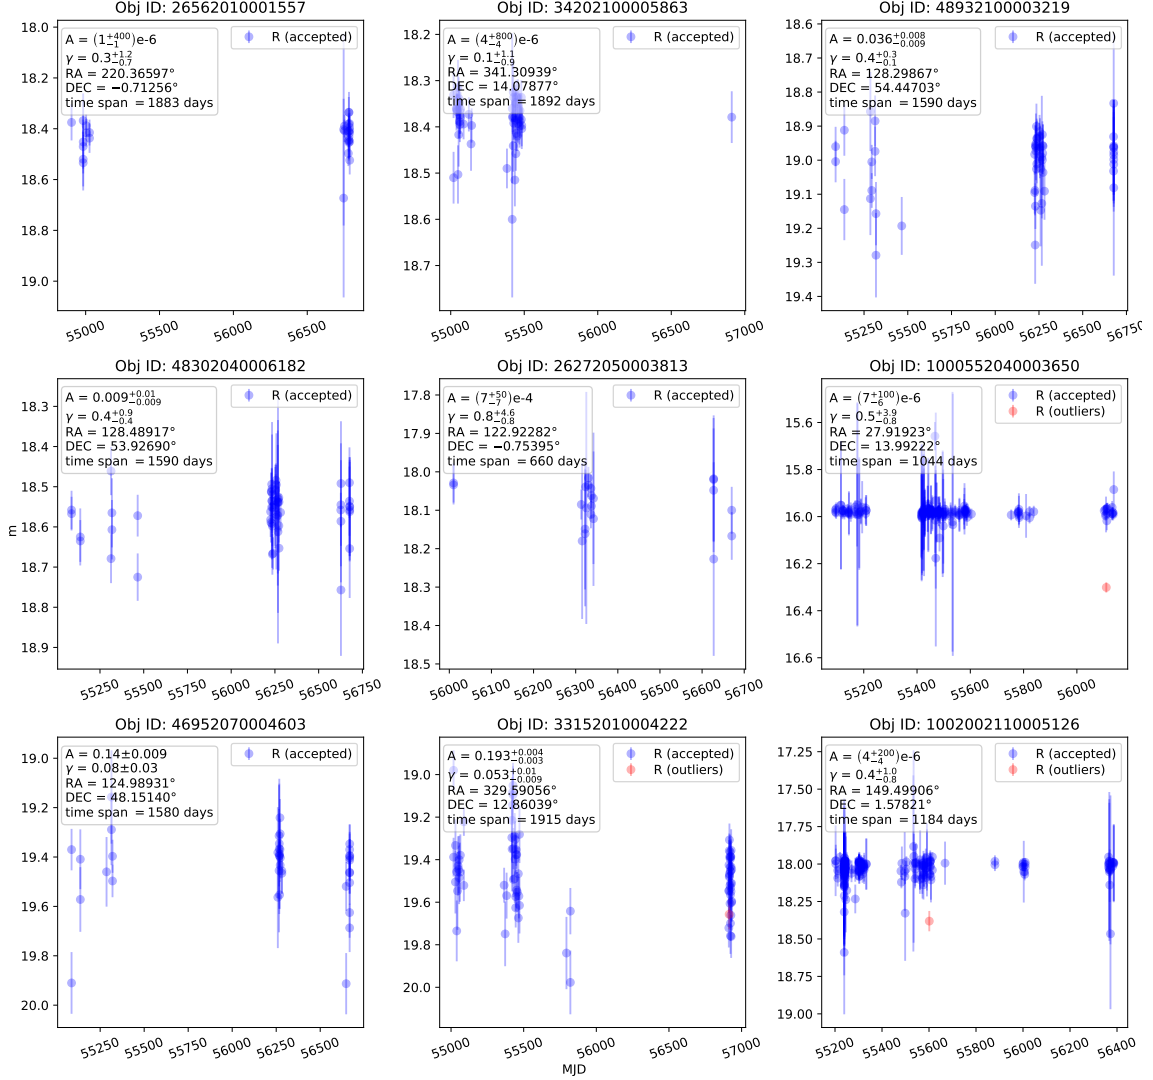 Obj ID: 26562010001557
A = (1^{+400}_{-1})e-6
γ = 0.3^{+1.2}_{-0.7}
RA = 220.36597°
DEC = −0.71256°
time span = 1883 days
R (accepted)
18.0
18.2
18.4
18.6
18.8
19.0
55000
55500
56000
56500
Obj ID: 34202100005863
A = (4^{+800}_{-4})e-6
γ = 0.1^{+1.1}_{-0.9}
RA = 341.30939°
DEC = 14.07877°
time span = 1892 days
R (accepted)
18.2
18.3
18.4
18.5
18.6
18.7
55000
55500
56000
56500
57000
Obj ID: 48932100003219
A = 0.036^{+0.008}_{-0.009}
γ = 0.4^{+0.3}_{-0.1}
RA = 128.29867°
DEC = 54.44703°
time span = 1590 days
R (accepted)
18.6
18.8
18.9
19.0
19.1
19.2
19.3
19.4
55250
55500
55750
56000
56250
56500
5675
Obj ID: 48302040006182
A = 0.009^{+0.01}_{-0.009}
γ = 0.4^{+0.9}_{-0.4}
RA = 128.48917°
DEC = 53.92690°
time span = 1590 days
R (accepted)
18.3
18.4
18.5
18.6
18.7
18.8
18.9
m
55250
55500
55750
56000
56250
56500
56750
Obj ID: 26272050003813
A = (7^{+50}_{-7})e-4
γ = 0.8^{+4.6}_{-0.8}
RA = 122.92282°
DEC = −0.75395°
time span = 660 days
R (accepted)
17.8
17.9
18.0
18.1
18.2
18.3
18.4
18.5
56000
56100
56200
56300
56400
56500
56600
56700
Obj ID: 1000552040003650
A = (7^{+100}_{-6})e-6
γ = 0.5^{+3.9}_{-0.8}
RA = 27.91923°
DEC = 13.99222°
time span = 1044 days
R (accepted)
R (outliers)
15.6
15.8
16.0
16.2
16.4
16.6
55200
55400
55600
55800
56000
Obj ID: 46952070004603
A = 0.14±0.009
γ = 0.08±0.03
RA = 124.98931°
DEC = 48.15140°
time span = 1580 days
R (accepted)
19.0
19.2
19.4
19.6
19.8
20.0
55250
55500
55750
56000
56250
56500
Obj ID: 33152010004222
A = 0.193^{+0.004}_{-0.003}
γ = 0.053^{+0.01}_{-0.009}
RA = 329.59056°
DEC = 12.86039°
time span = 1915 days
R (accepted)
R (outliers)
19.0
19.2
19.4
19.6
19.8
20.0
55000
55500
56000
56500
57000
MJD
Obj ID: 1002002110005126
A = (4^{+200}_{-4})e-6
γ = 0.4^{+1.0}_{-0.8}
RA = 149.49906°
DEC = 1.57821°
time span = 1184 days
R (accepted)
R (outliers)
17.25
17.50
17.75
18.00
18.25
18.50
18.75
19.00
55200
55400
55600
55800
56000
56200
56400